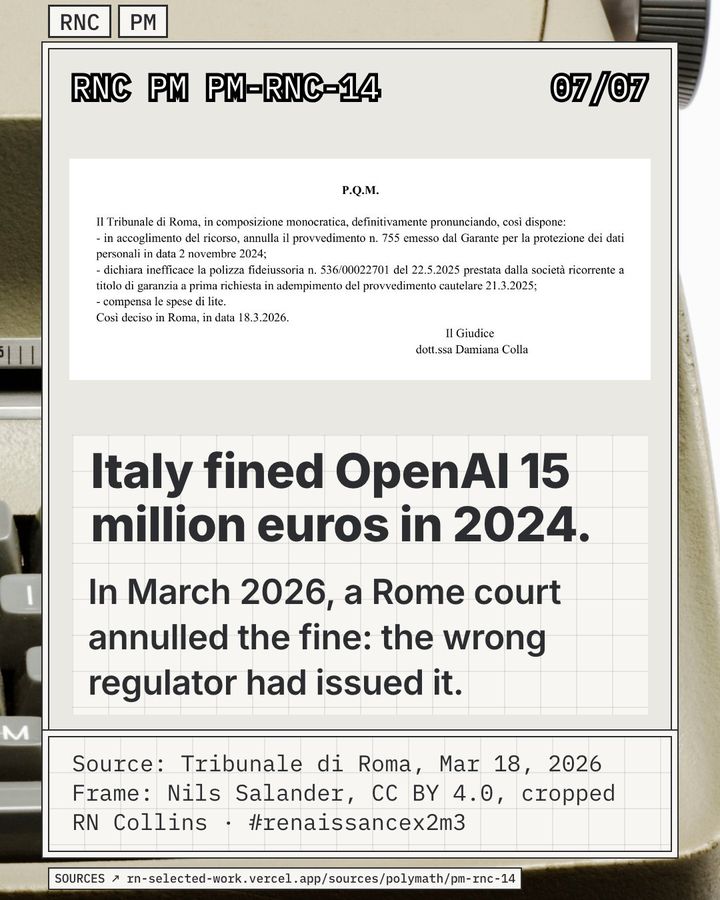 RNC PM
RNC PM PM-RNC-14 07/07
P.Q.M.
Il Tribunale di Roma, in composizione monocratica, definitivamente pronunciando, così dispone:
- in accoglimento del ricorso, annulla il provvedimento n. 755 emesso dal Garante per la protezione dei dati
personali in data 2 novembre 2024;
- dichiara inefficace la polizza fideiussoria n. 536/00022701 del 22.5.2025 prestata dalla società ricorrente a
titolo di garanzia a prima richiesta in adempimento del provvedimento cautelare 21.3.2025;
- compensa le spese di lite.
Così deciso in Roma, in data 18.3.2026.
Il Giudice
dott.ssa Damiana Colla
Italy fined OpenAI 15
million euros in 2024.
In March 2026, a Rome court
annulled the fine: the wrong
regulator had issued it.
M
Source: Tribunale di Roma, Mar 18, 2026
Frame: Nils Salander, CC BY 4.0, cropped
RN Collins · #renaissancex2m3
SOURCES ↗ rn-selected-work.vercel.app/sources/polymath/pm-rnc-14